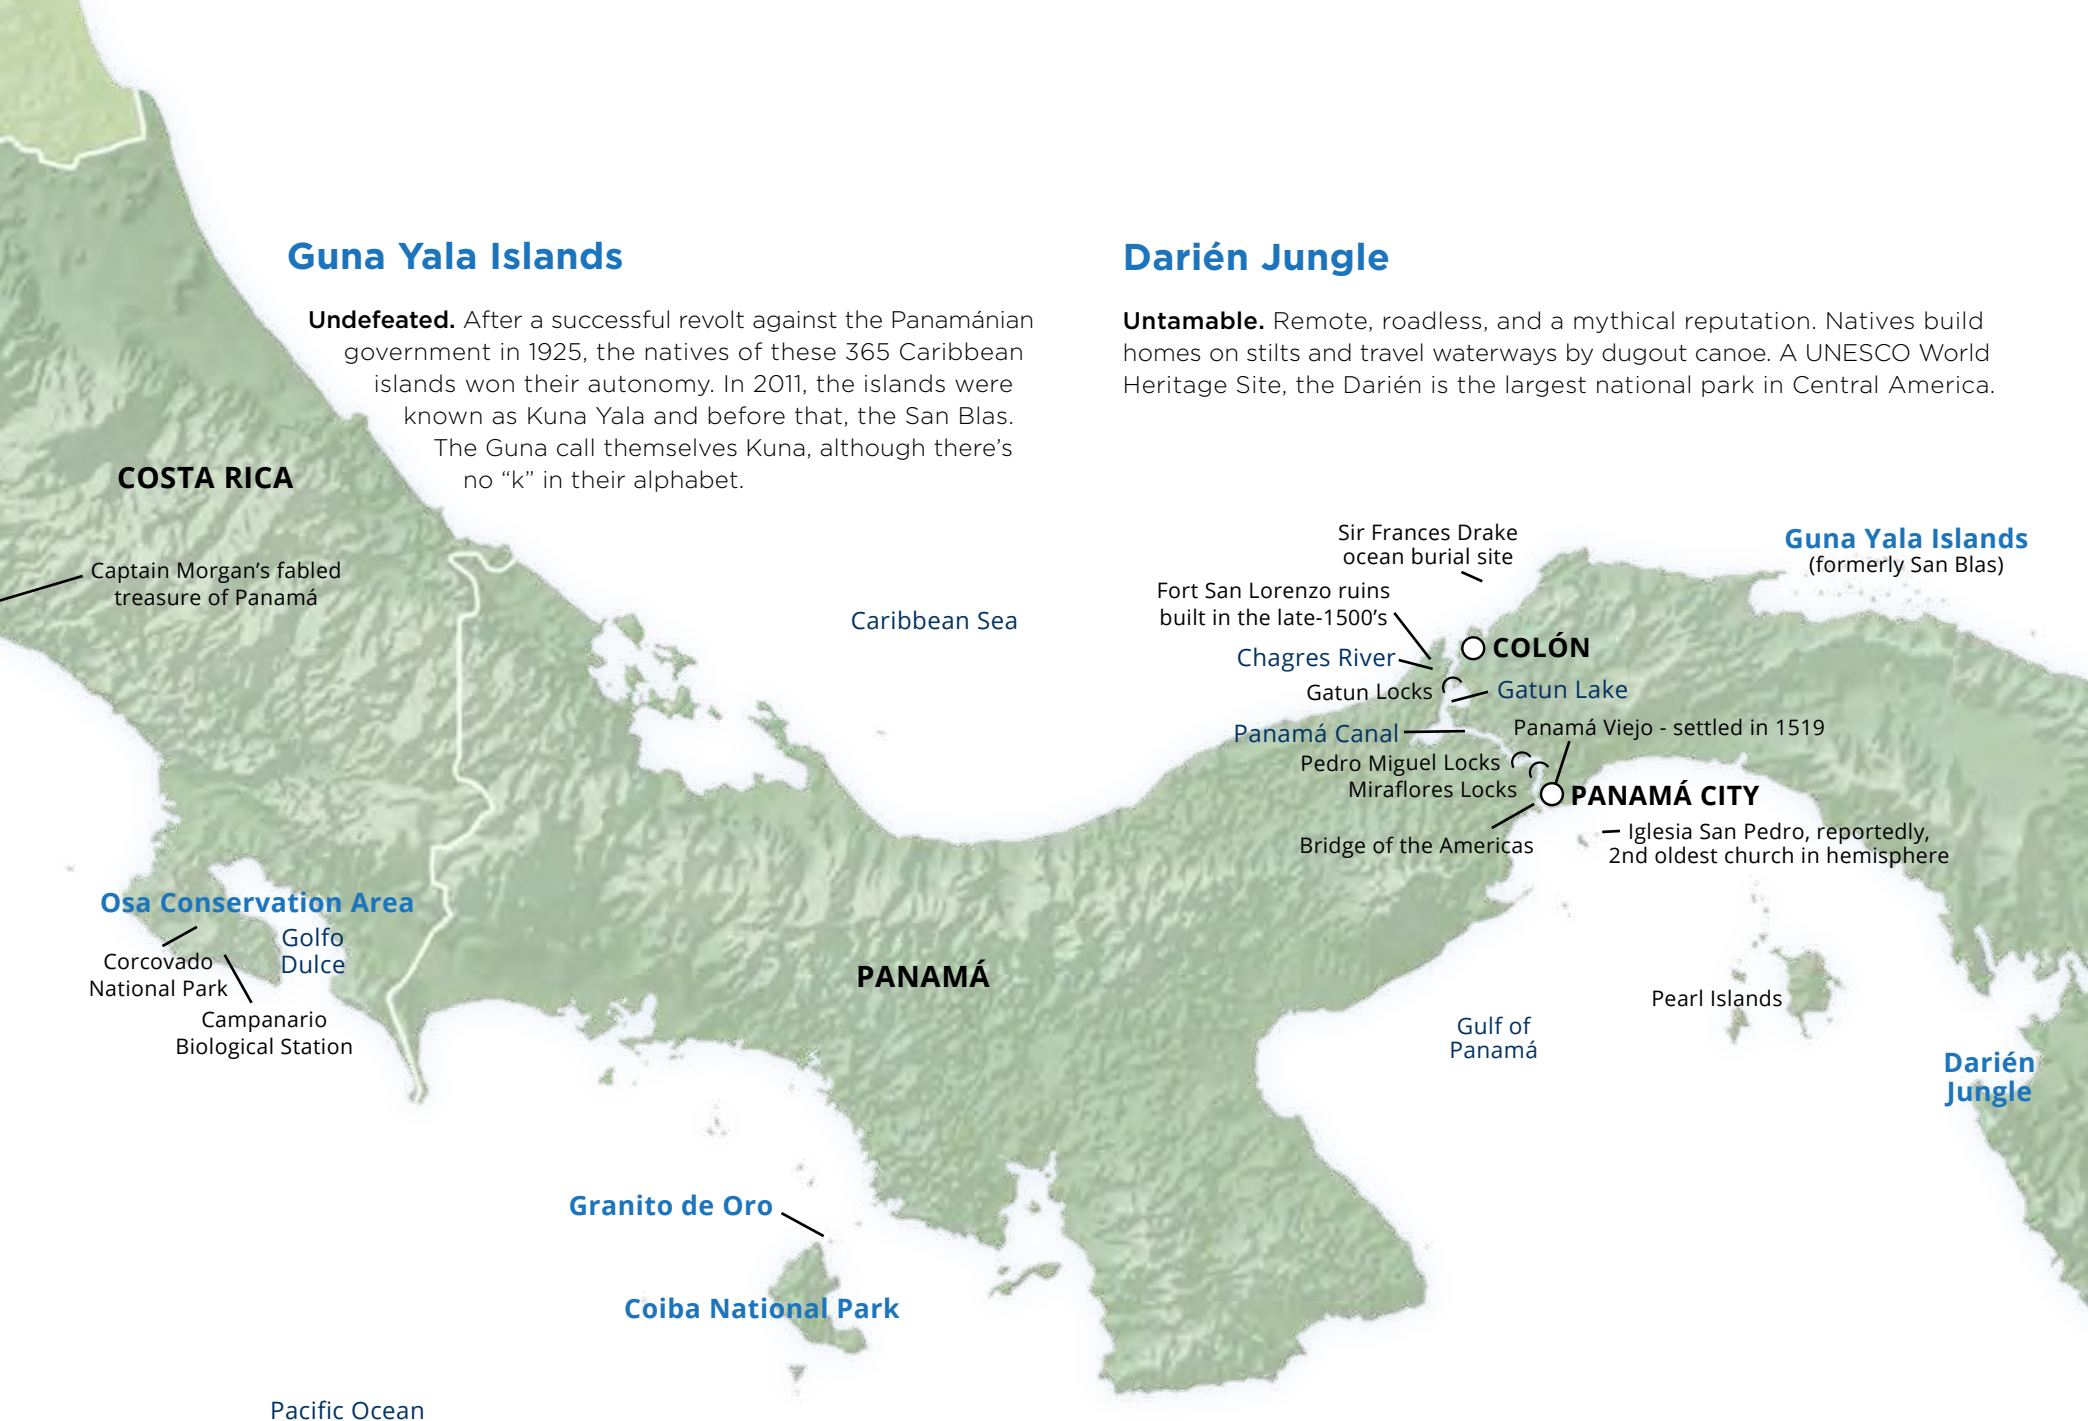 Guna Yala Islands
Undefeated. After a successful revolt against the Panamánian
government in 1925, the natives of these 365 Caribbean
islands won their autonomy. In 2011, the islands were
known as Kuna Yala and before that, the San Blas.
The Guna call themselves Kuna, although there's
no “k” in their alphabet.
Darién Jungle
Untamable. Remote, roadless, and a mythical reputation. Natives build
homes on stilts and travel waterways by dugout canoe. A UNESCO World
Heritage Site, the Darién is the largest national park in Central America.
COSTA RICA
Captain Morgan's fabled
treasure of Panamá
Caribbean Sea
Sir Frances Drake
ocean burial site
Fort San Lorenzo ruins
built in the late-1500's
Chagres River
Gatun Locks
Panamá Canal
Pedro Miguel Locks
Miraflores Locks
Bridge of the Americas
COLÓN
Gatun Lake
Panamá Viejo - settled in 1519
PANAMÁ CITY
Iglesia San Pedro, reportedly,
2nd oldest church in hemisphere
Guna Yala Islands
(formerly San Blas)
Osa Conservation Area
Golfo
Dulce
Corcovado
National Park
Campanario
Biological Station
PANAMÁ
Pearl Islands
Gulf of
Panamá
Darién
Jungle
Granito de Oro
Coiba National Park
Pacific Ocean